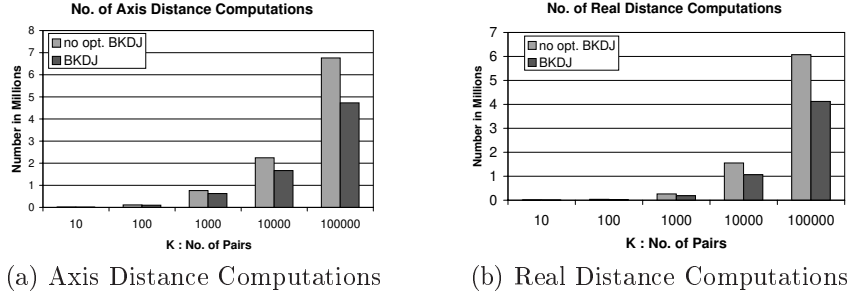 No. of Axis Distance Computations
Number in Millions
8
7
6
5
4
3
2
1
0
no opt. BKDJ
BKDJ
10 100 1000 10000 100000
K : No. of Pairs
(a) Axis Distance Computations
No. of Real Distance Computations
Number in Millions
7
6
5
4
3
2
1
0
no opt. BKDJ
BKDJ
10 100 1000 10000 100000
K : No. of Pairs
(b) Real Distance Computations